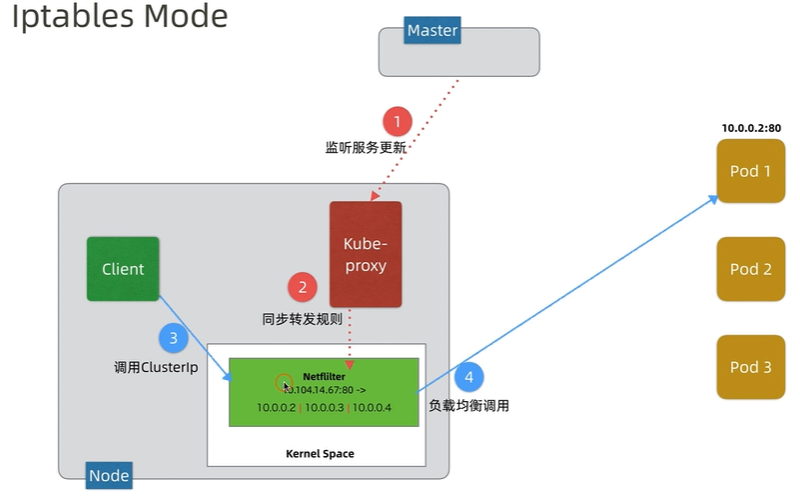 Iptables Mode
Master
1
监听服务更新
10.0.0.2:80
Pod 1
Client
Kube-
proxy
Pod 2
2
同步转发规则
3
调用ClusterIp
Netflilter
10.104.14.67:80 ->
10.0.0.2 | 10.0.0.3 | 10.0.0.4
4
负载均衡调用
Pod 3
Kernel Space
Node